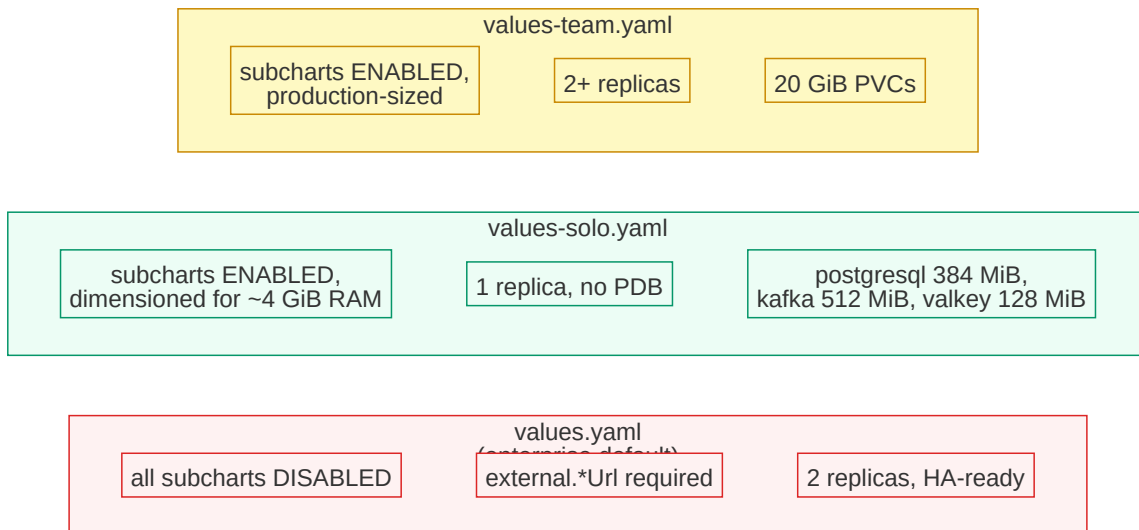 values-team.yaml
subcharts ENABLED,
production-sized
2+ replicas
20 GiB PVCs
values-solo.yaml
subcharts ENABLED,
dimensioned for ~4 GiB RAM
1 replica, no PDB
postgresql 384 MiB,
kafka 512 MiB, valkey 128 MiB
values.yaml
(enterprise default)
all subcharts DISABLED
external.*Url required
2 replicas, HA-ready